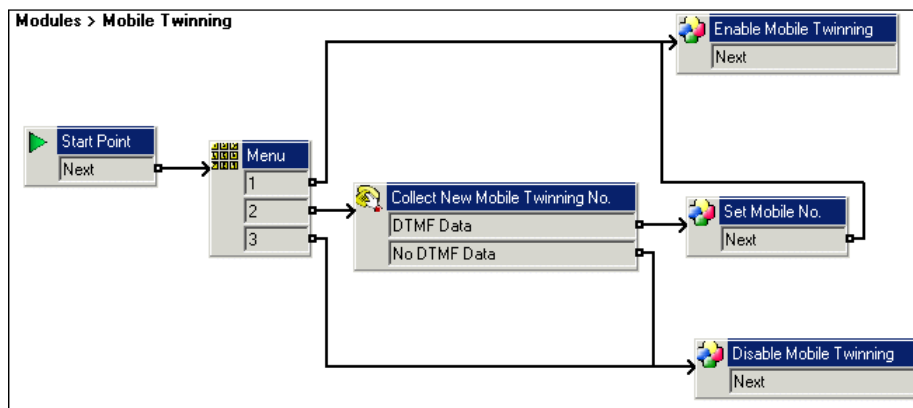 Modules > Mobile Twinning
Enable Mobile Twinning
Next
Start Point
Next
Menu
1
2
3
Collect New Mobile Twinning No.
DTMF Data
No DTMF Data
Set Mobile No.
Next
Disable Mobile Twinning
Next